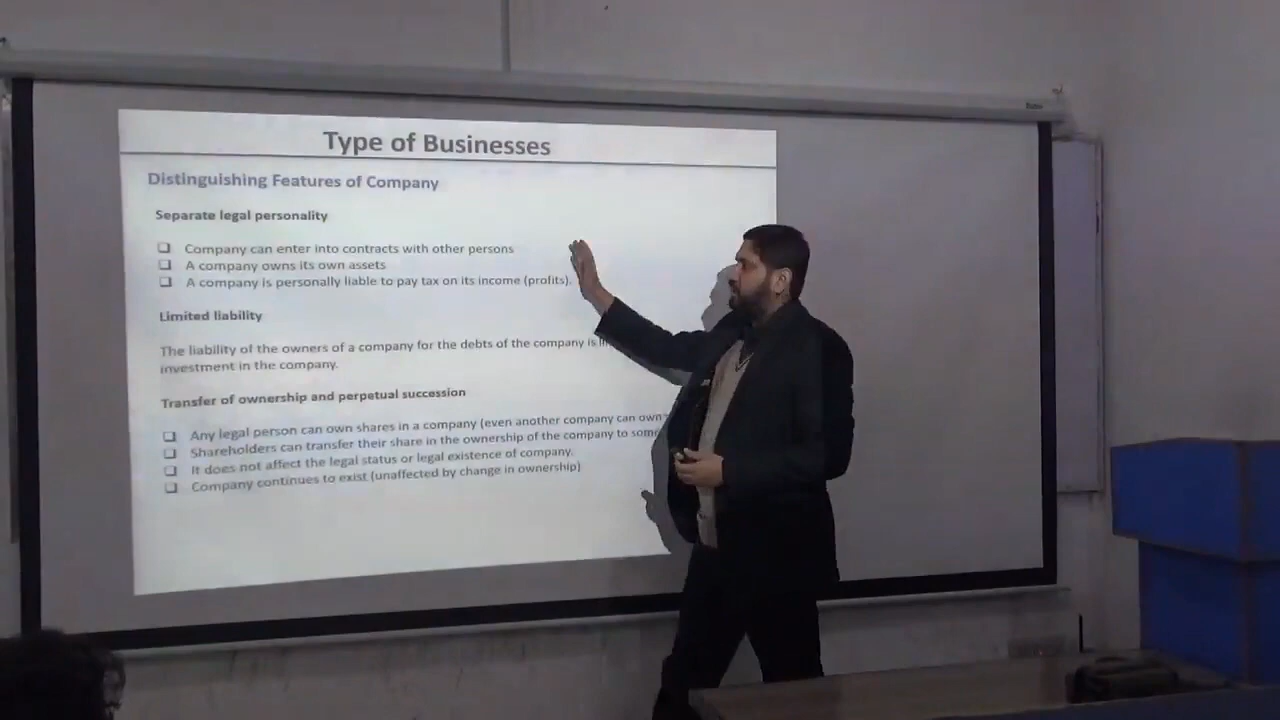 Type of Businesses
Distinguishing Features of Company
Separate legal personality
Company can enter into contracts with other persons
A company owns its own assets
A company is personally liable to pay tax on its income (profits).
Limited liability
The liability of the owners of a company for the debts of the company is
investment in the company.
Transfer of ownership and perpetual succession
Any legal person can own shares in a company (even another company can own
Shareholders can transfer their share in the ownership of the company to
It does not affect the legal status or legal existence of company.
Company continues to exist (unaffected by change in ownership)